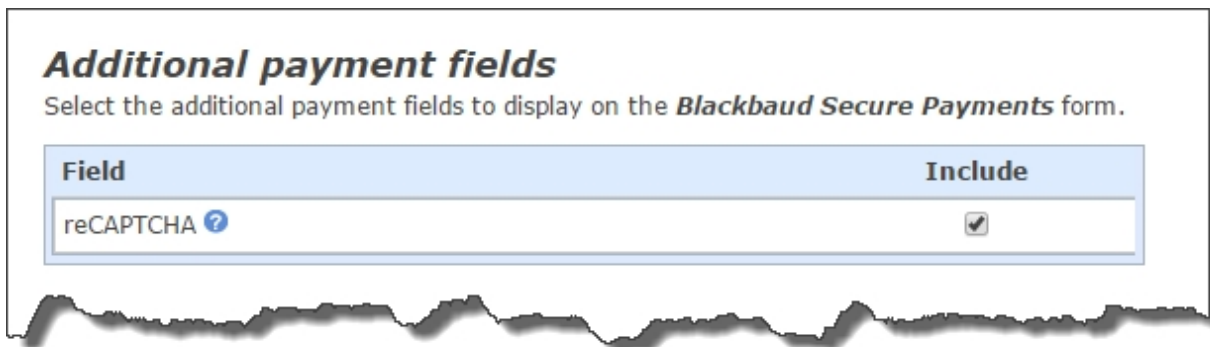 Additional payment fields
Select the additional payment fields to display on the Blackbaud Secure Payments form.
Field Include
reCAPTCHA ?